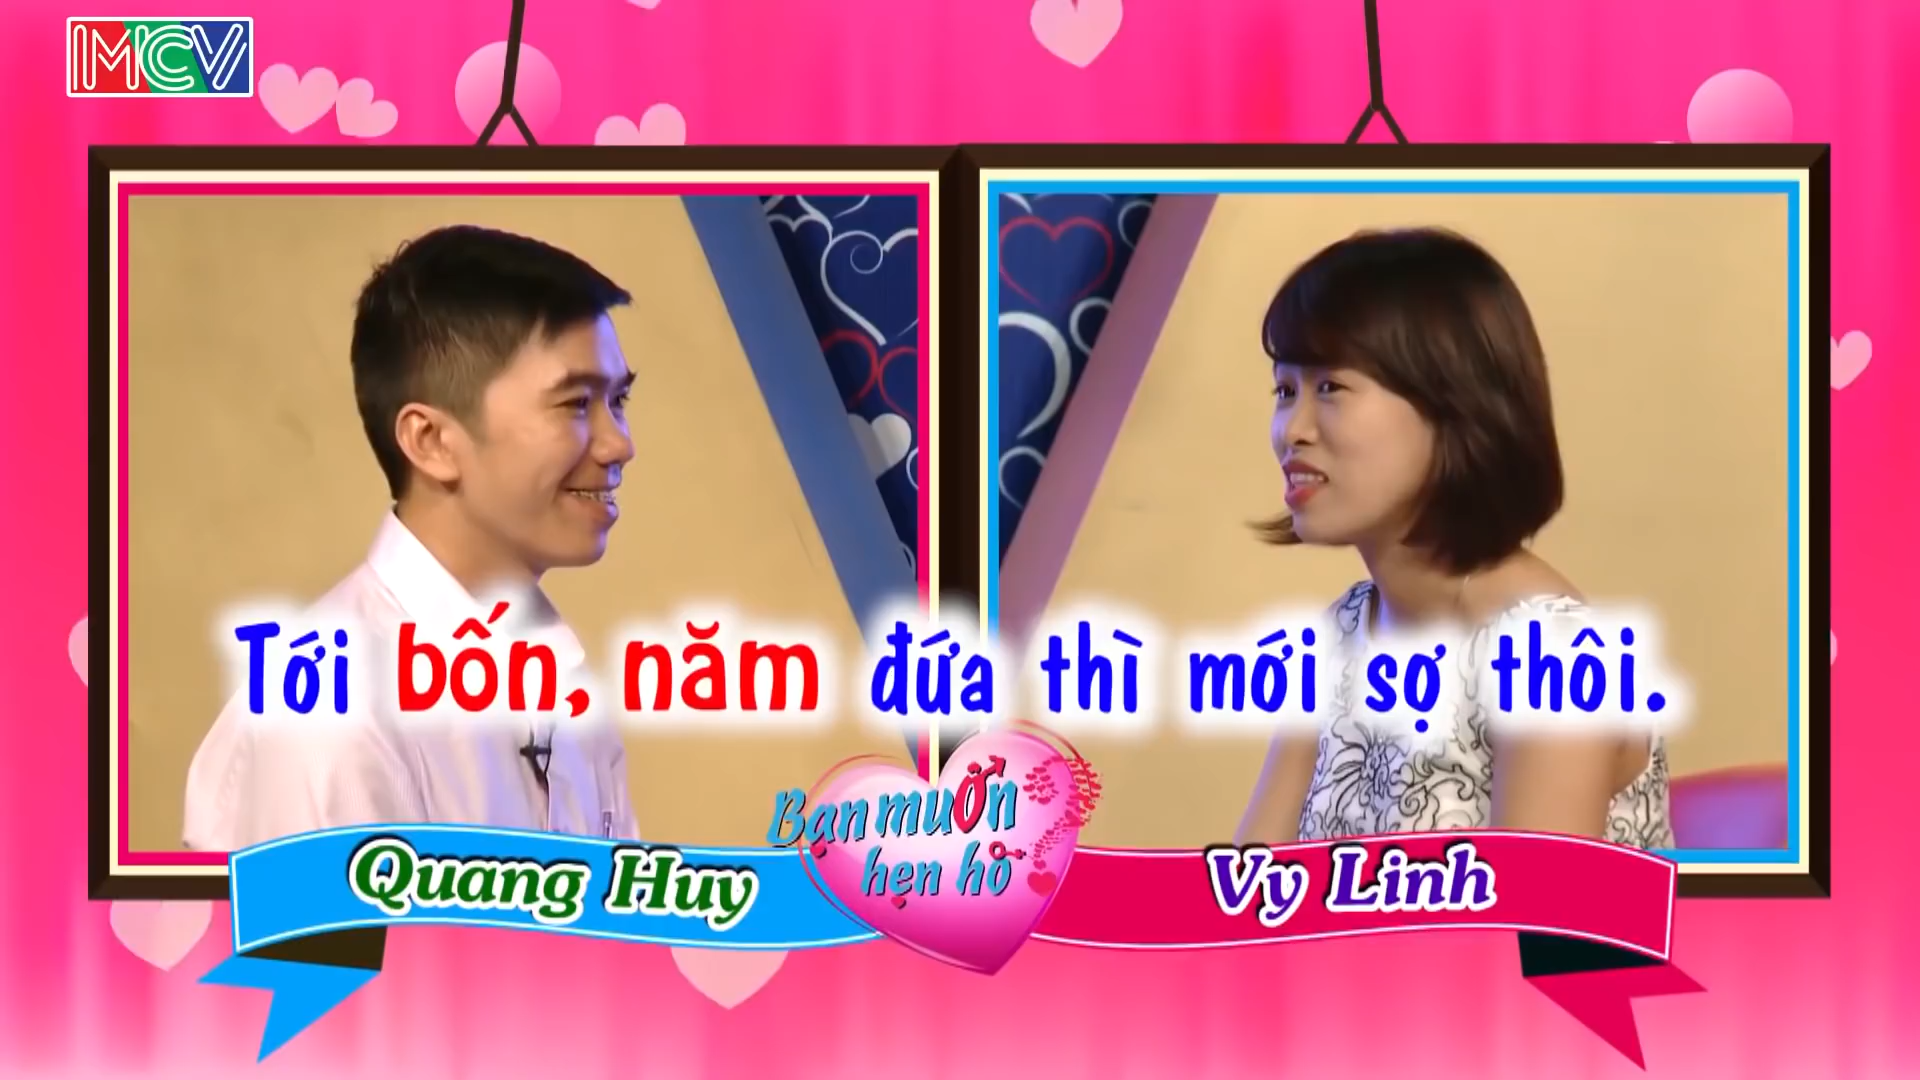 MCV
Tới bốn, năm đứa thì mới sợ thôi.
Bạn muốn
hẹn hò
Quang Huy
Vy Linh